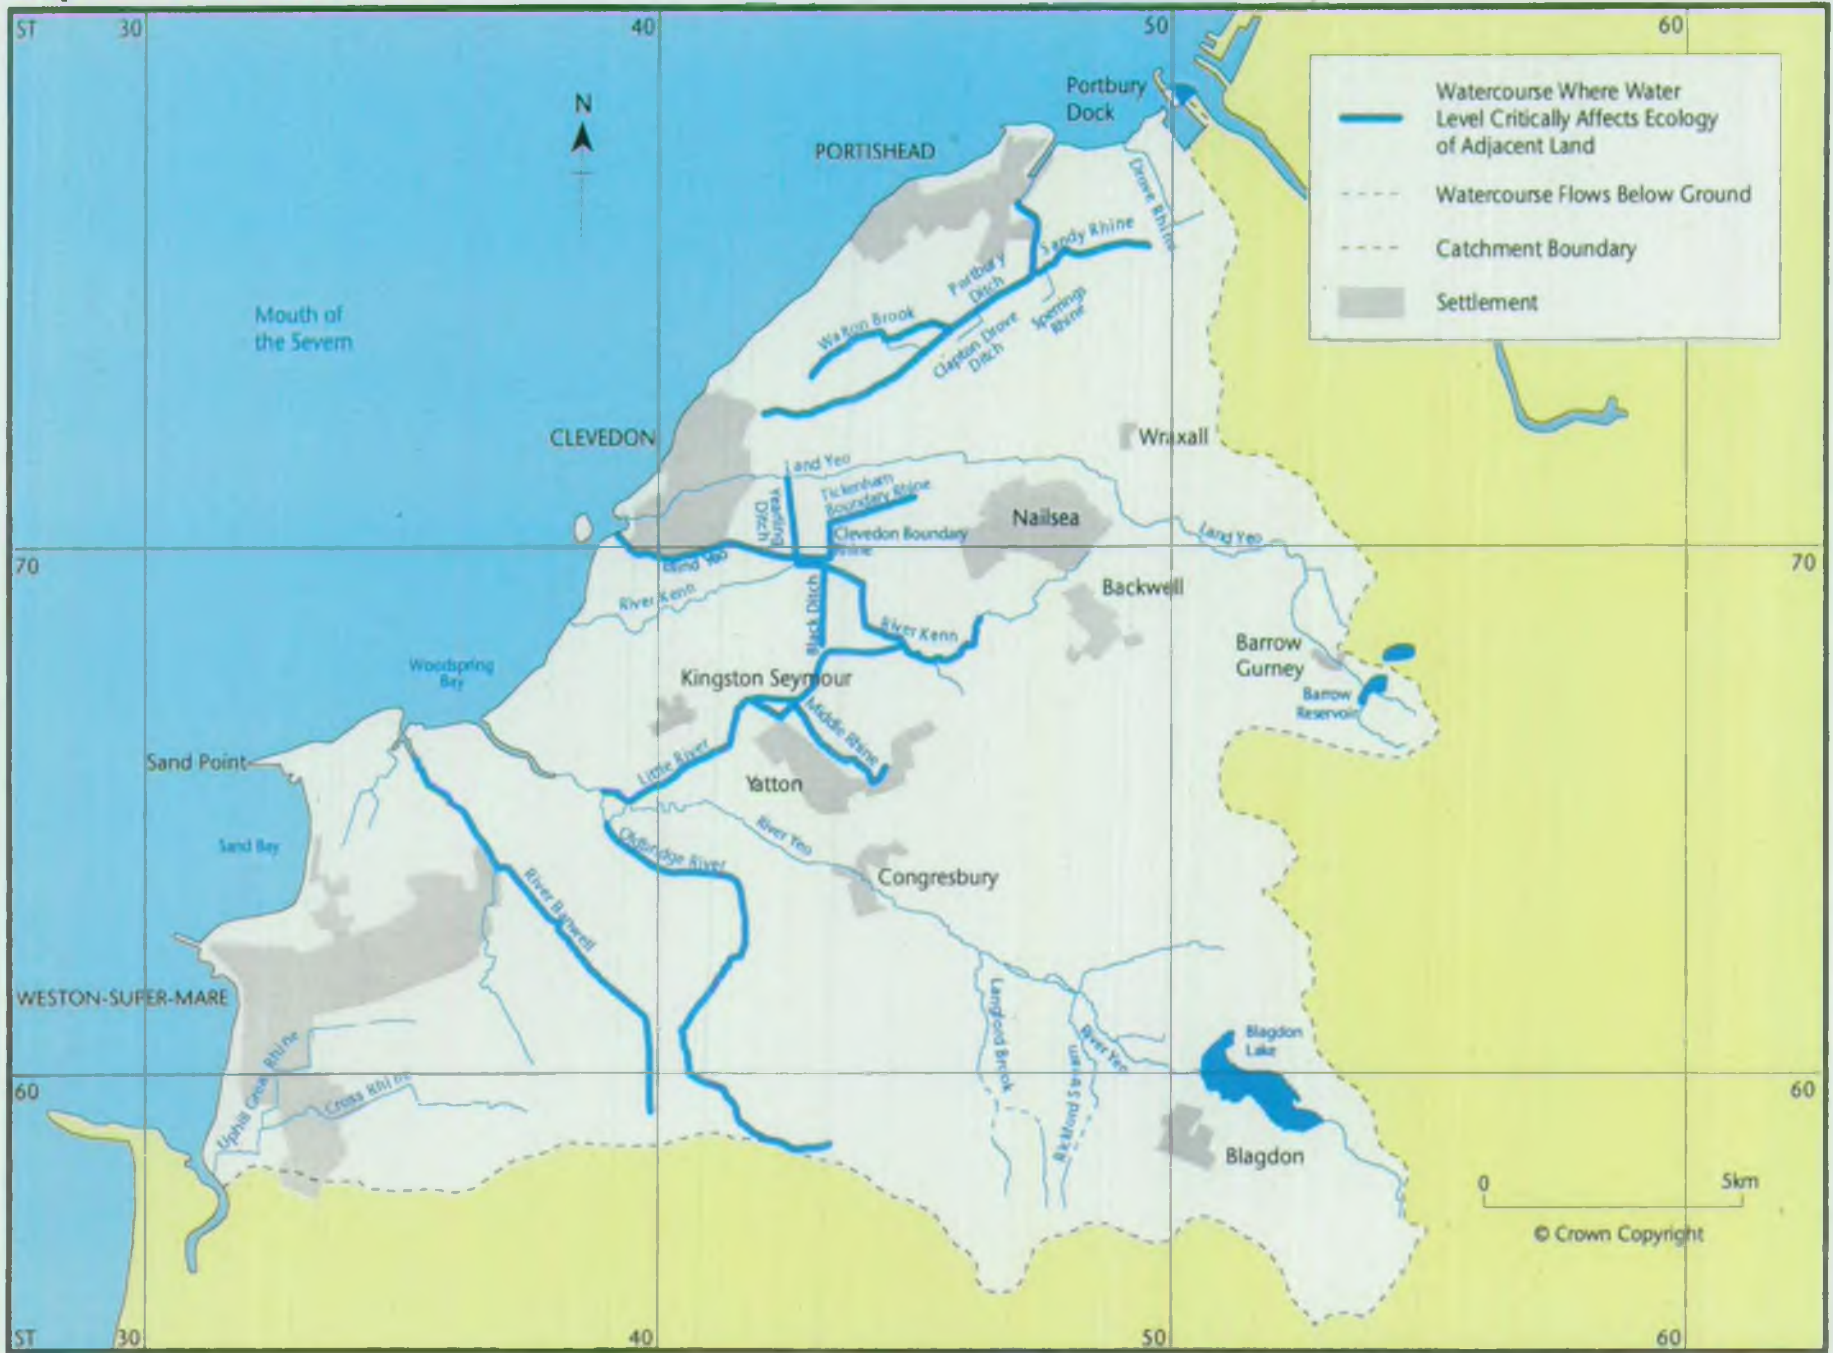 ST
30
40
50
60
Portbury
Dock
N
PORTISHEAD
Watercourse Where Water
Level Critically Affects Ecology
of Adjacent Land
Watercourse Flows Below Ground
Catchment Boundary
Settlement
Drove Rhine
Sandy Rhine
Portbury
Ditch
Mouth of
the Severn
Walton Brook
Spernings
Rhine
Clapton Drove
Ditch
CLEVEDON
Wraxall
Land Yeo
Tickenham
Boundary Rhine
Yearling
Ditch
Nailsea
Clevedon Boundary
Rhine
Land Yeo
70
70
Blind Yeo
River Kenn
Backwell
Black Ditch
River Kenn
Barrow
Gurney
Woodspring
Bay
Kingston Seymour
Barrow
Reservoir
Middle Rhine
Little River
Sand Point
Yatton
River Yeo
Sand Bay
Oldbridge River
Congresbury
River Banwell
WESTON-SUPER-MARE
Langford Brook
Blagdon
Lake
River Yeo
Uphill Great Rhine
Cross Rhine
Rickford Stream
60
60
Blagdon
0
5km
© Crown Copyright
ST
30
40
50
60